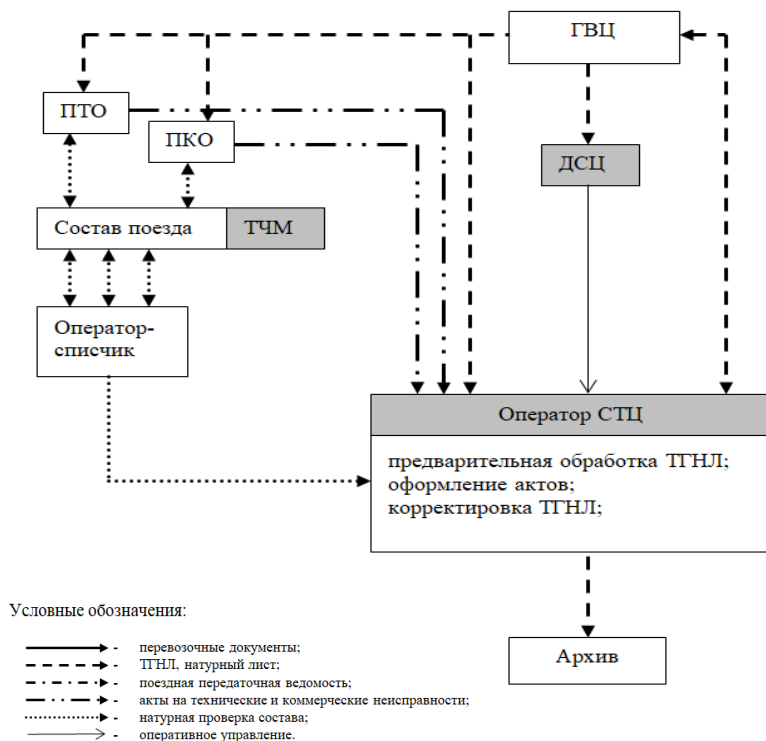 ГВЦ
ПТО
ПКО
ДСЦ
Состав поезда
ТЧМ
Оператор-
списчик
Оператор СТЦ
предварительная обработка ТГНЛ;
оформление актов;
корректировка ТГНЛ;
Условные обозначения:
- перевозочные документы;
- ТГНЛ, натурный лист;
- поездная передаточная ведомость;
- акты на технические и коммерческие неисправности;
- натурная проверка состава;
- оперативное управление.
Архив